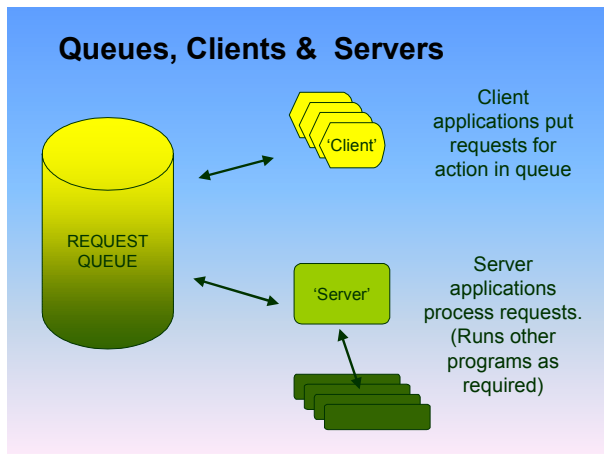 Queues, Clients & Servers
'Client'
Client
applications put
requests for
action in queue
REQUEST
QUEUE
'Server'
Server
applications
process requests.
(Runs other
programs as
required)